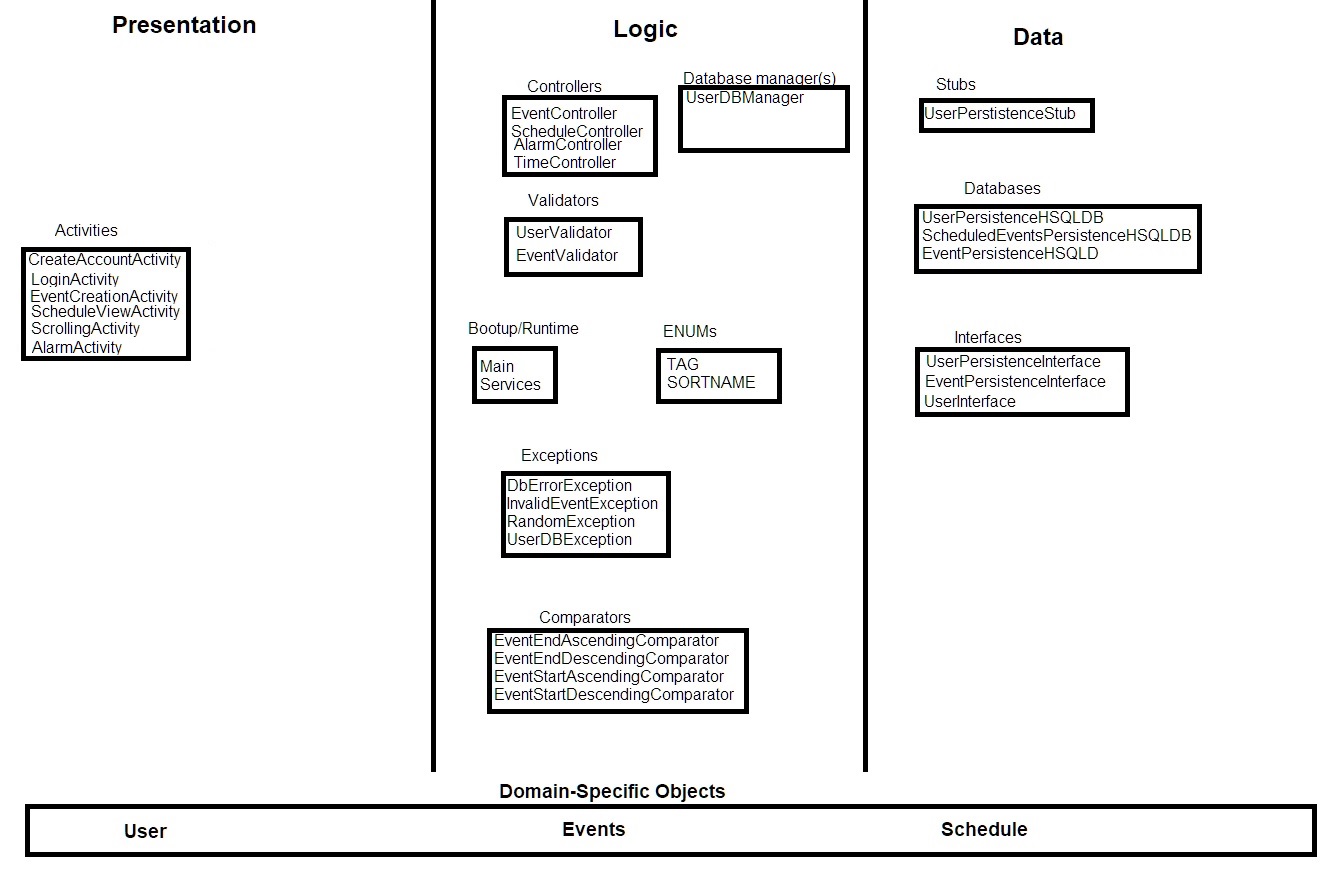 Presentation
Activities
CreateAccountActivity
LoginActivity
EventCreationActivity
ScheduleViewActivity
ScrollingActivity
AlarmActivity
Logic
Controllers
EventController
ScheduleController
AlarmController
TimeController
Database manager(s)
UserDBManager
Validators
UserValidator
EventValidator
Bootup/Runtime
Main
Services
ENUMs
TAG
SORTNAME
Exceptions
DbErrorException
InvalidEventException
RandomException
UserDBException
Comparators
EventEndAscendingComparator
EventEndDescendingComparator
EventStartAscendingComparator
EventStartDescendingComparator
Data
Stubs
UserPerstistenceStub
Databases
UserPersistenceHSQLDB
ScheduledEventsPersistenceHSQLDB
EventPersistenceHSQLD
Interfaces
UserPersistenceInterface
EventPersistenceInterface
UserInterface
Domain-Specific Objects
User
Events
Schedule